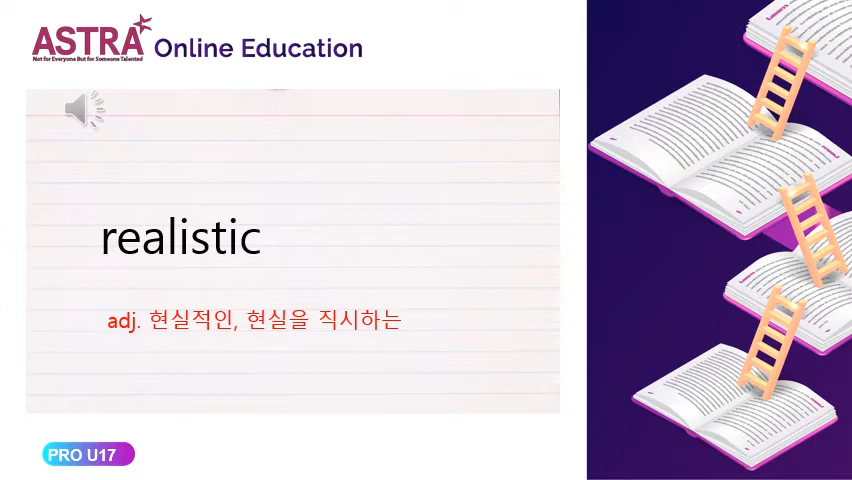 ASTRA Online Education
Not for Everyone But for Someone Talented
realistic
adj. 현실적인, 현실을 직시하는
PRO U17